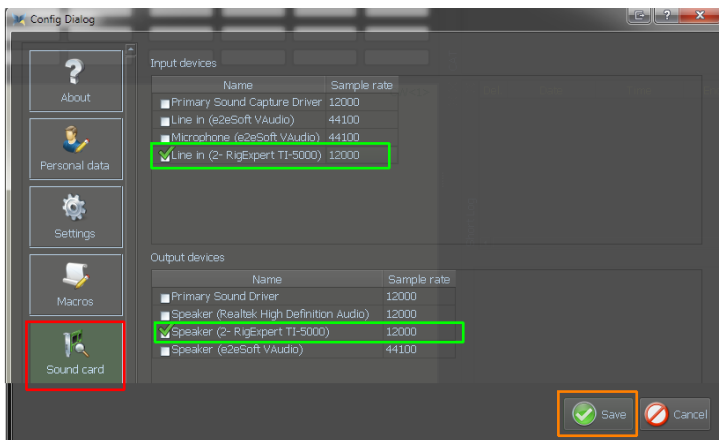 Config Dialog
?
Input devices
Name Sample rate
Primary Sound Capture Driver 12000
Line in (e2eSoft VAudio) 44100
Microphone (e2eSoft VAudio) 44100
Line in (2- RigExpert TI-5000) 12000
About
Personal data
Settings
Macros
Sound card
Output devices
Name Sample rate
Primary Sound Driver 12000
Speaker (Realtek High Definition Audio) 12000
Speaker (2- RigExpert TI-5000) 12000
Speaker (e2eSoft VAudio) 44100
Save Cancel